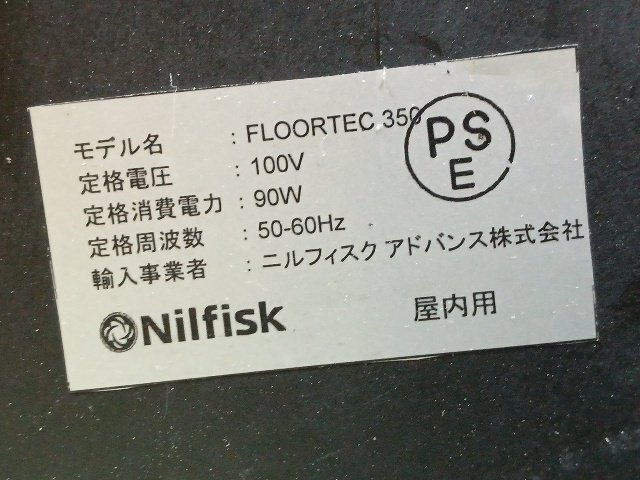 モデル名 : FLOORTEC 350
定格電圧 : 100V
定格消費電力 : 90W
定格周波数 : 50-60Hz
輸入事業者 : ニルフィスク アドバンス株式会社
PS
E
Nilfisk
屋内用